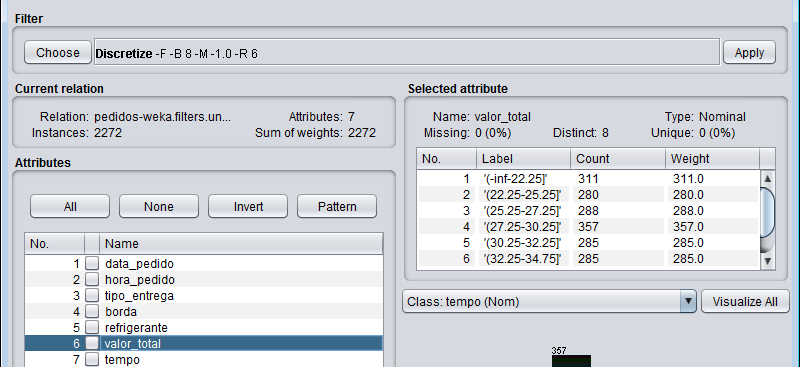 Filter
Choose Discretize -F -B 8 -M -1.0 -R 6 Apply
Current relation
Relation: pedidos-weka.filters.un... Attributes: 7
Instances: 2272 Sum of weights: 2272
Attributes
All None Invert Pattern
No. Name
1 data_pedido
2 hora_pedido
3 tipo_entrega
4 borda
5 refrigerante
6 valor_total
7 tempo
Selected attribute
Name: valor_total Type: Nominal
Missing: 0 (0%) Distinct: 8 Unique: 0 (0%)
No. Label Count Weight
1 '(-inf-22.25]' 311 311.0
2 '(22.25-25.25]' 280 280.0
3 '(25.25-27.25]' 288 288.0
4 '(27.25-30.25]' 357 357.0
5 '(30.25-32.25]' 285 285.0
6 '(32.25-34.75]' 285 285.0
Class: tempo (Nom) Visualize All
357